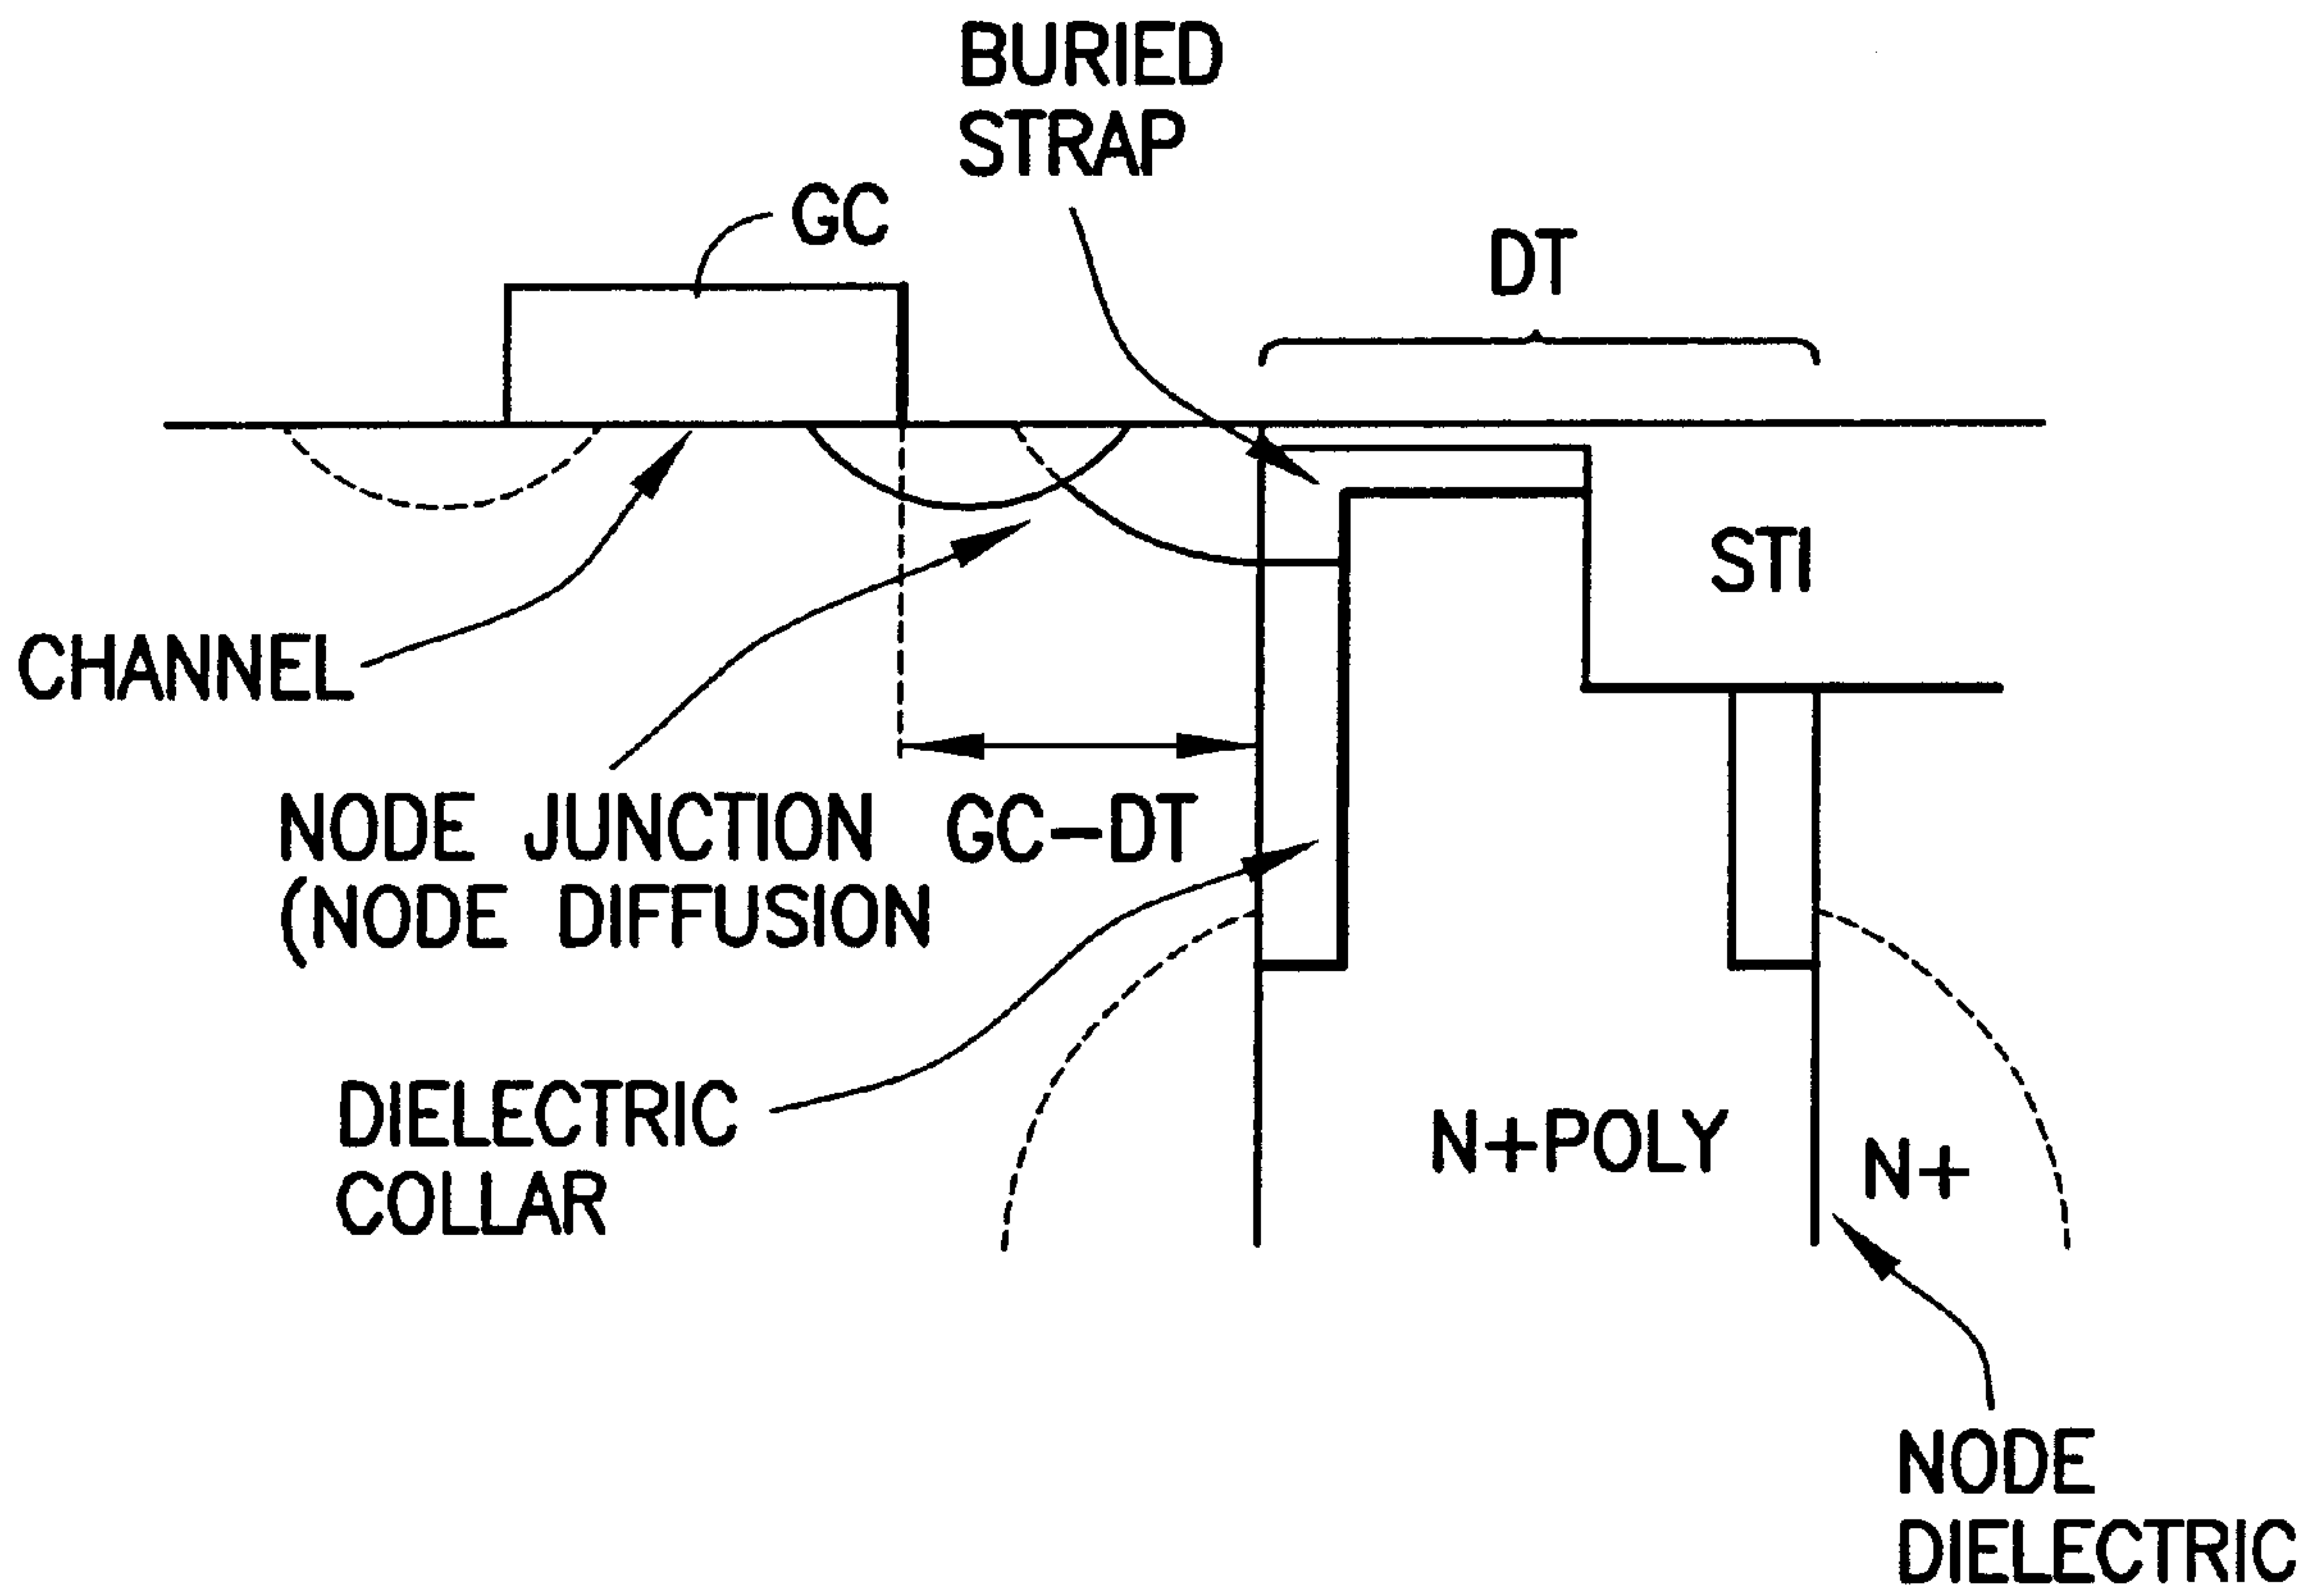 BURIED
STRAP
GC
DT
STI
CHANNEL
NODE JUNCTION
(NODE DIFFUSION
GC-DT
DIELECTRIC
COLLAR
N+POLY
N+
NODE
DIELECTRIC